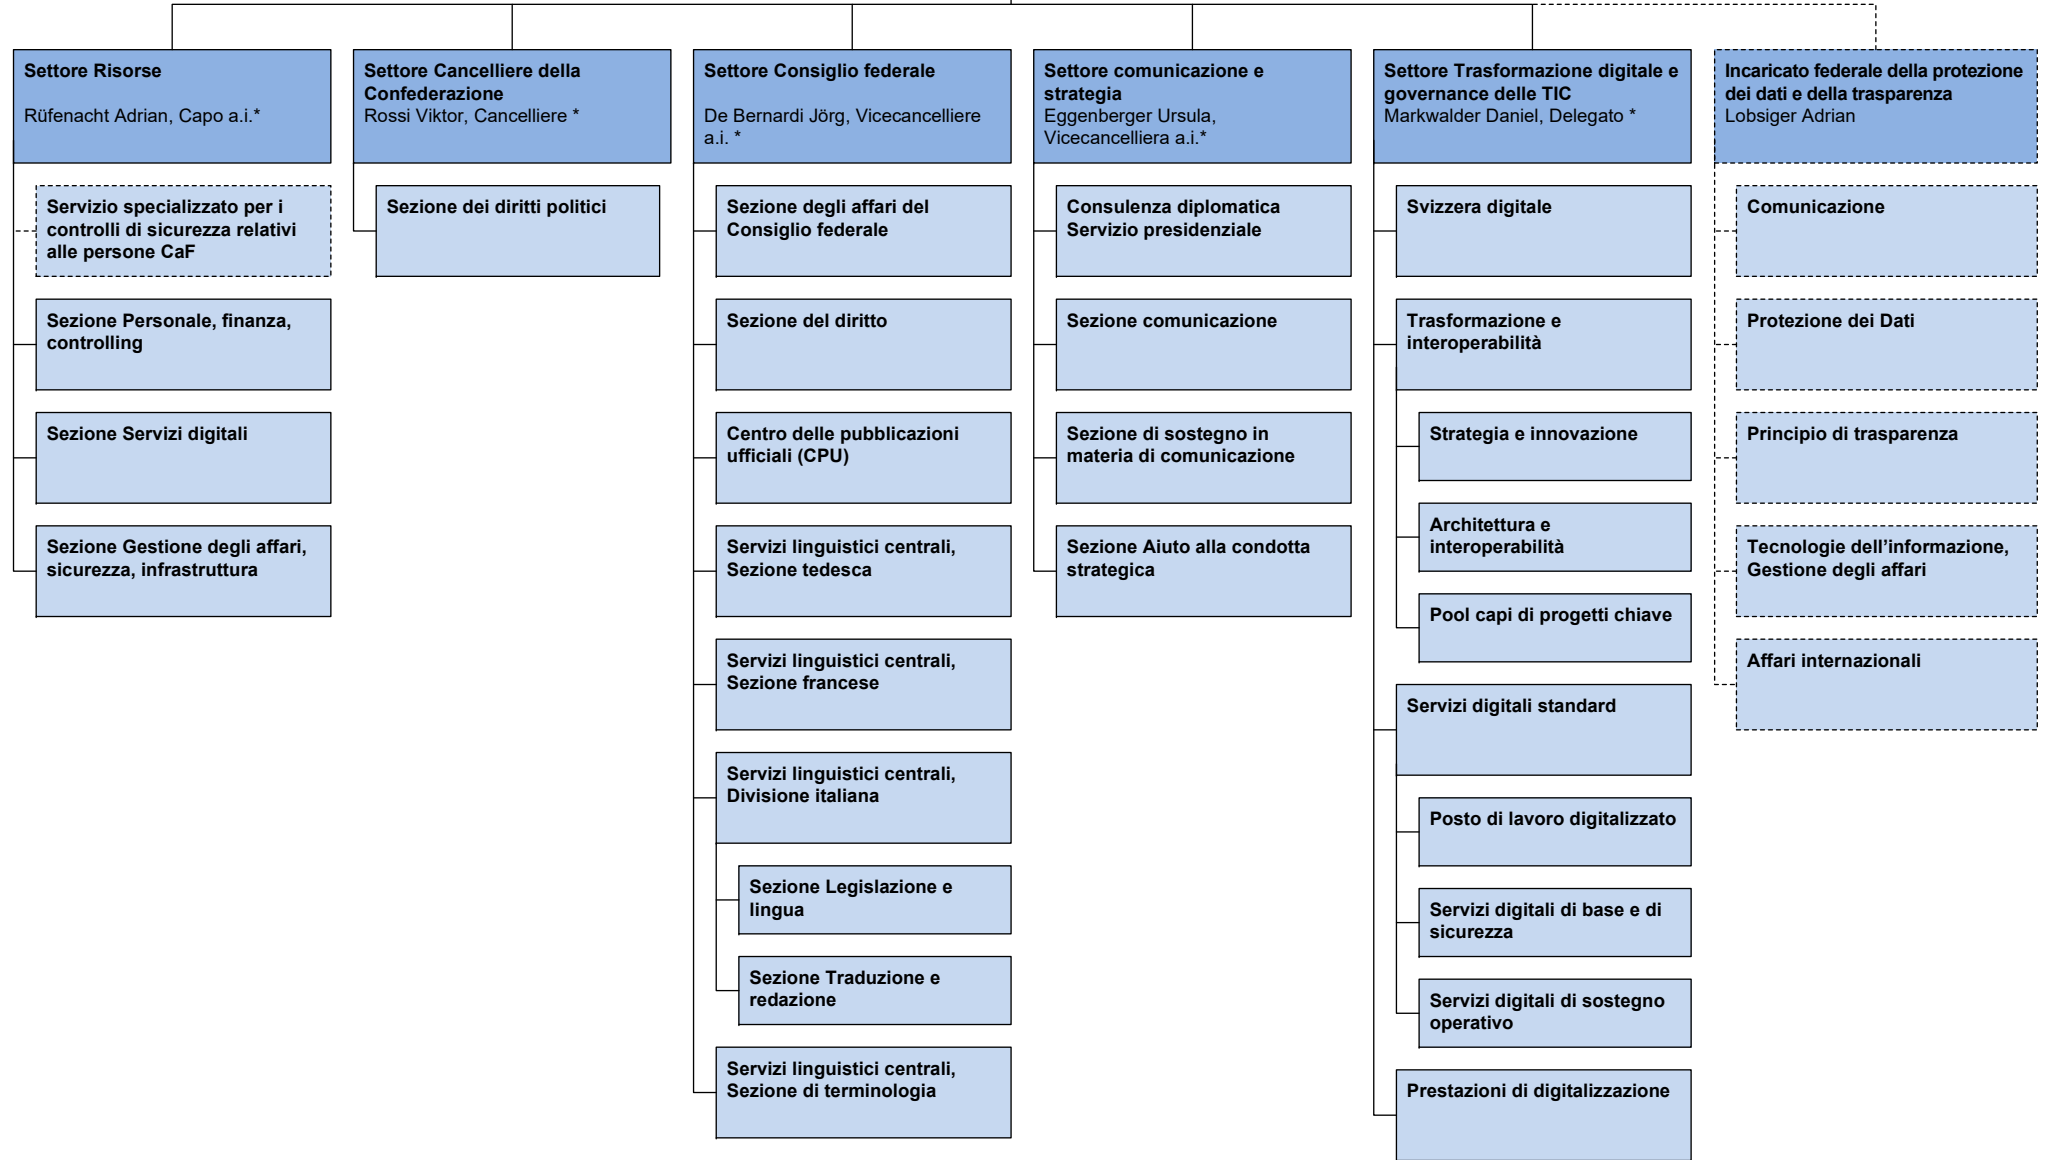 Settore Risorse
Rüfenacht Adrian, Capo a.i.*
Servizio specializzato per i
controlli di sicurezza relativi
alle persone CaF
Sezione Personale, finanza,
controlling
Sezione Servizi digitali
Sezione Gestione degli affari,
sicurezza, infrastruttura
Settore Cancelliere della
Confederazione
Rossi Viktor, Cancelliere *
Sezione dei diritti politici
Settore Consiglio federale
De Bernardi Jörg, Vicecancelliere
a.i. *
Sezione degli affari del
Consiglio federale
Sezione del diritto
Centro delle pubblicazioni
ufficiali (CPU)
Servizi linguistici centrali,
Sezione tedesca
Servizi linguistici centrali,
Sezione francese
Servizi linguistici centrali,
Divisione italiana
Sezione Legislazione e
lingua
Sezione Traduzione e
redazione
Servizi linguistici centrali,
Sezione di terminologia
Settore comunicazione e
strategia
Eggenberger Ursula,
Vicecancelliera a.i.*
Consulenza diplomatica
Servizio presidenziale
Sezione comunicazione
Sezione di sostegno in
materia di comunicazione
Sezione Aiuto alla condotta
strategica
Settore Trasformazione digitale e
governance delle TIC
Markwalder Daniel, Delegato *
Svizzera digitale
Trasformazione e
interoperabilità
Strategia e innovazione
Architettura e
interoperabilità
Pool capi di progetti chiave
Servizi digitali standard
Posto di lavoro digitalizzato
Servizi digitali di base e di
sicurezza
Servizi digitali di sostegno
operativo
Prestazioni di digitalizzazione
Incaricato federale della protezione
dei dati e della trasparenza
Lobsiger Adrian
Comunicazione
Protezione dei Dati
Principio di trasparenza
Tecnologie dell’informazione,
Gestione degli affari
Affari internazionali